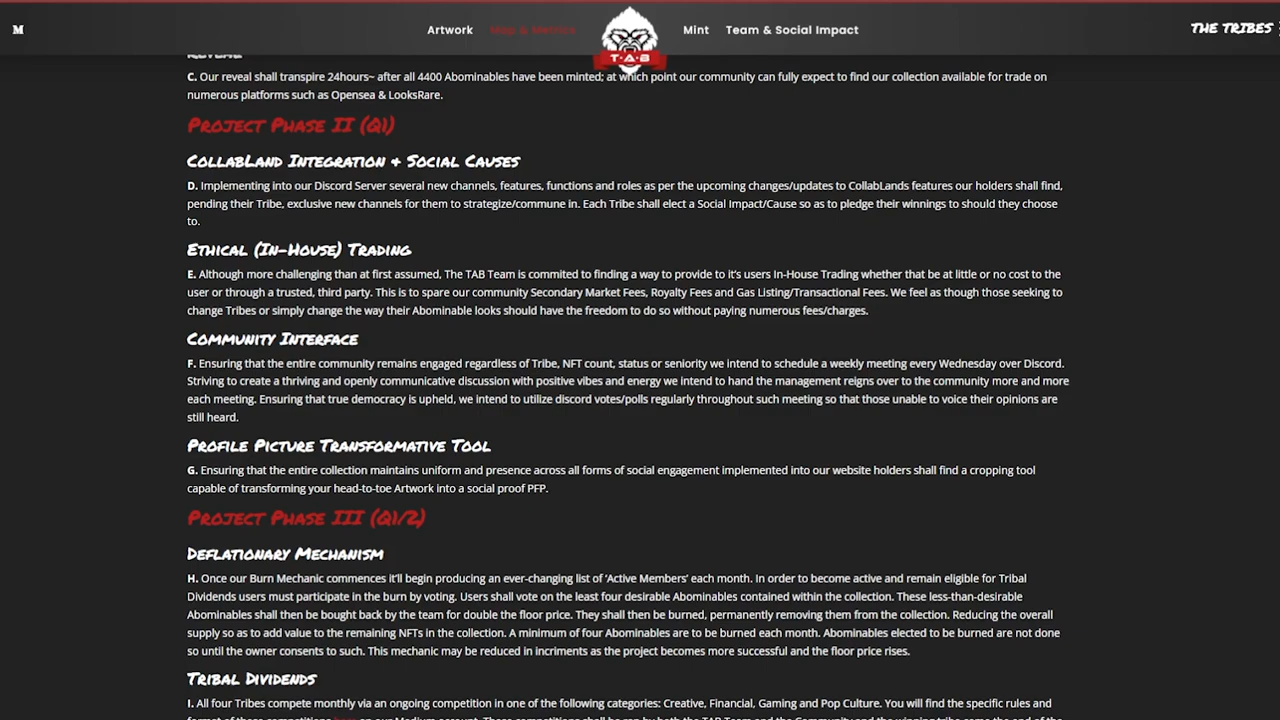 M
Artwork
Map & Metrics
T·A·B
Mint
Team & Social Impact
THE TRIBES
C. Our reveal shall transpire 24hours~ after all 4400 Abominables have been minted; at which point our community can fully expect to find our collection available for trade on
numerous platforms such as Opensea & LooksRare.
Project Phase II (Q1)
CollabLand Integration & Social Causes
D. Implementing into our Discord Server several new channels, features, functions and roles as per the upcoming changes/updates to CollabLands features our holders shall find,
pending their Tribe, exclusive new channels for them to strategize/commune in. Each Tribe shall elect a Social Impact/Cause so as to pledge their winnings to should they choose
to.
Ethical (In-House) Trading
E. Although more challenging than at first assumed, The TAB Team is commited to finding a way to provide to it's users In-House Trading whether that be at little or no cost to the
user or through a trusted, third party. This is to spare our community Secondary Market Fees, Royalty Fees and Gas Listing/Transactional Fees. We feel as though those seeking to
change Tribes or simply change the way their Abominable looks should have the freedom to do so without paying numerous fees/charges.
Community Interface
F. Ensuring that the entire community remains engaged regardless of Tribe, NFT count, status or seniority we intend to schedule a weekly meeting every Wednesday over Discord.
Striving to create a thriving and openly communicative discussion with positive vibes and energy we intend to hand the management reigns over to the community more and more
each meeting. Ensuring that true democracy is upheld, we intend to utilize discord votes/polls regularly throughout such meeting so that those unable to voice their opinions are
still heard.
Profile Picture Transformative Tool
G. Ensuring that the entire collection maintains uniform and presence across all forms of social engagement implemented into our website holders shall find a cropping tool
capable of transforming your head-to-toe Artwork into a social proof PFP.
Project Phase III (Q1/2)
Deflationary Mechanism
H. Once our Burn Mechanic commences it'll begin producing an ever-changing list of 'Active Members' each month. In order to become active and remain eligible for Tribal
Dividends users must participate in the burn by voting. Users shall vote on the least four desirable Abominables contained within the collection. These less-than-desirable
Abominables shall then be bought back by the team for double the floor price. They shall then be burned, permanently removing them from the collection. Reducing the overall
supply so as to add value to the remaining NFTs in the collection. A minimum of four Abominables are to be burned each month. Abominables elected to be burned are not done
so until the owner consents to such. This mechanic may be reduced in incriments as the project becomes more successful and the floor price rises.
Tribal Dividends
I. All four Tribes compete monthly via an ongoing competition in one of the following categories: Creative, Financial, Gaming and Pop Culture. You will find the specific rules and